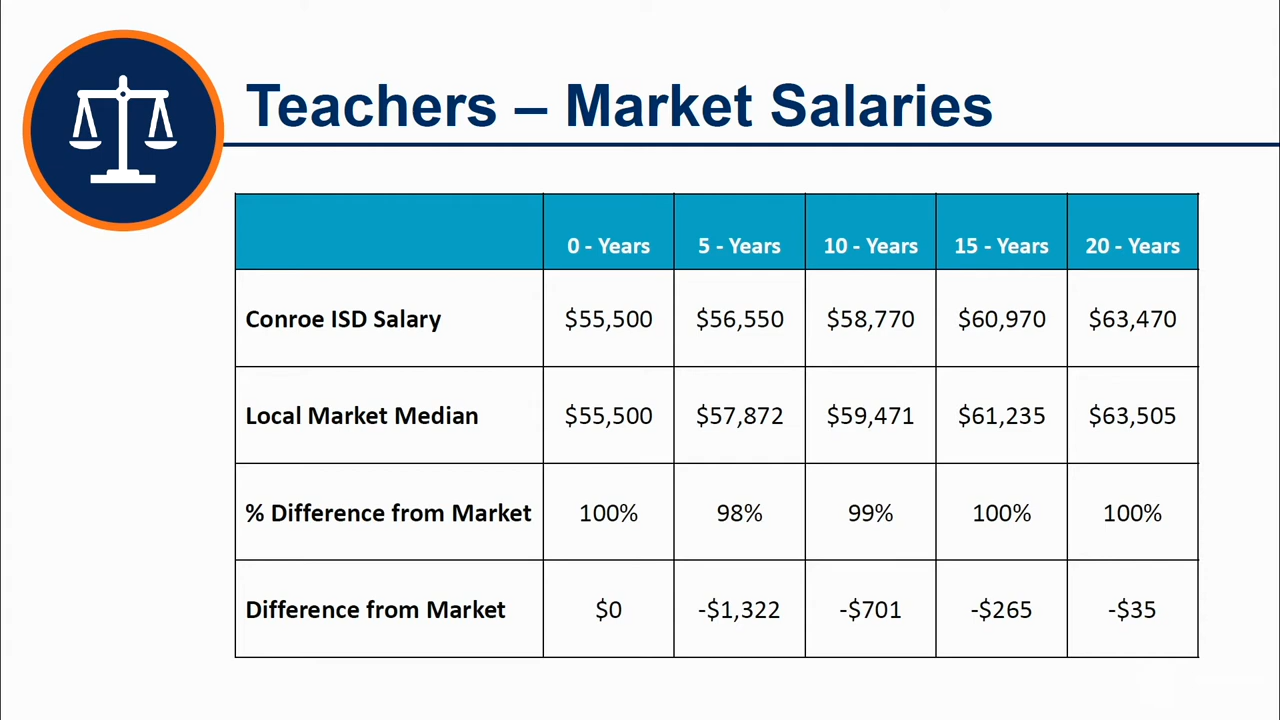 Teachers – Market Salaries
0 - Years 5 - Years 10 - Years 15 - Years 20 - Years
Conroe ISD Salary $55,500 $56,550 $58,770 $60,970 $63,470
Local Market Median $55,500 $57,872 $59,471 $61,235 $63,505
% Difference from Market 100% 98% 99% 100% 100%
Difference from Market $0 -$1,322 -$701 -$265 -$35